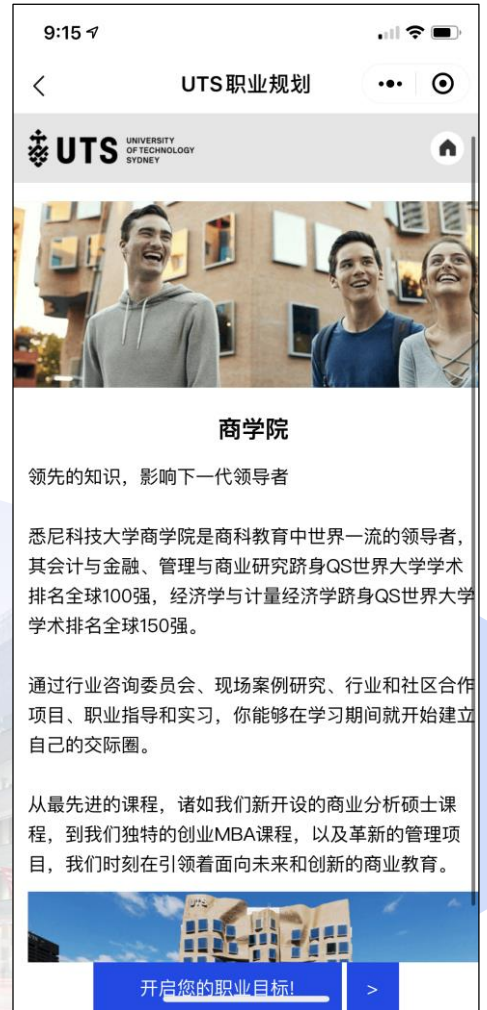 9:15
UTS职业规划
UTS UNIVERSITY
OF TECHNOLOGY
SYDNEY
商学院
领先的知识，影响下一代领导者
悉尼科技大学商学院是商科教育中世界一流的领导者，
其会计与金融、管理与商业研究跻身QS世界大学学术
排名全球100强，经济学与计量经济学跻身QS世界大学
学术排名全球150强。
通过行业咨询委员会、现场案例研究、行业和社区合作
项目、职业指导和实习，你能够在学习期间就开始建立
自己的交际圈。
从最先进的课程，诸如我们新开设的商业分析硕士课
程，到我们独特的创业MBA课程，以及革新的管理项
目，我们时刻在引领着面向未来和创新的商业教育。
UTS
开启您的职业目标! >